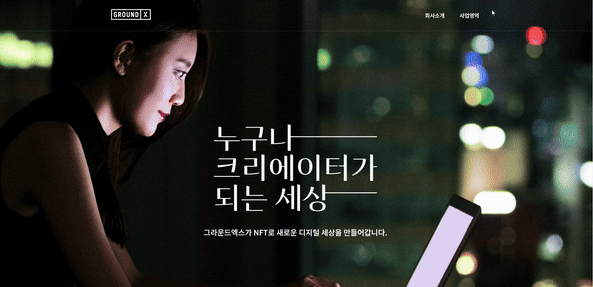 GROUND X
회사소개
사업영역
누구나
크리에이터가
되는 세상
그라운드엑스가 NFT로 새로운 디지털 세상을 만들어갑니다.